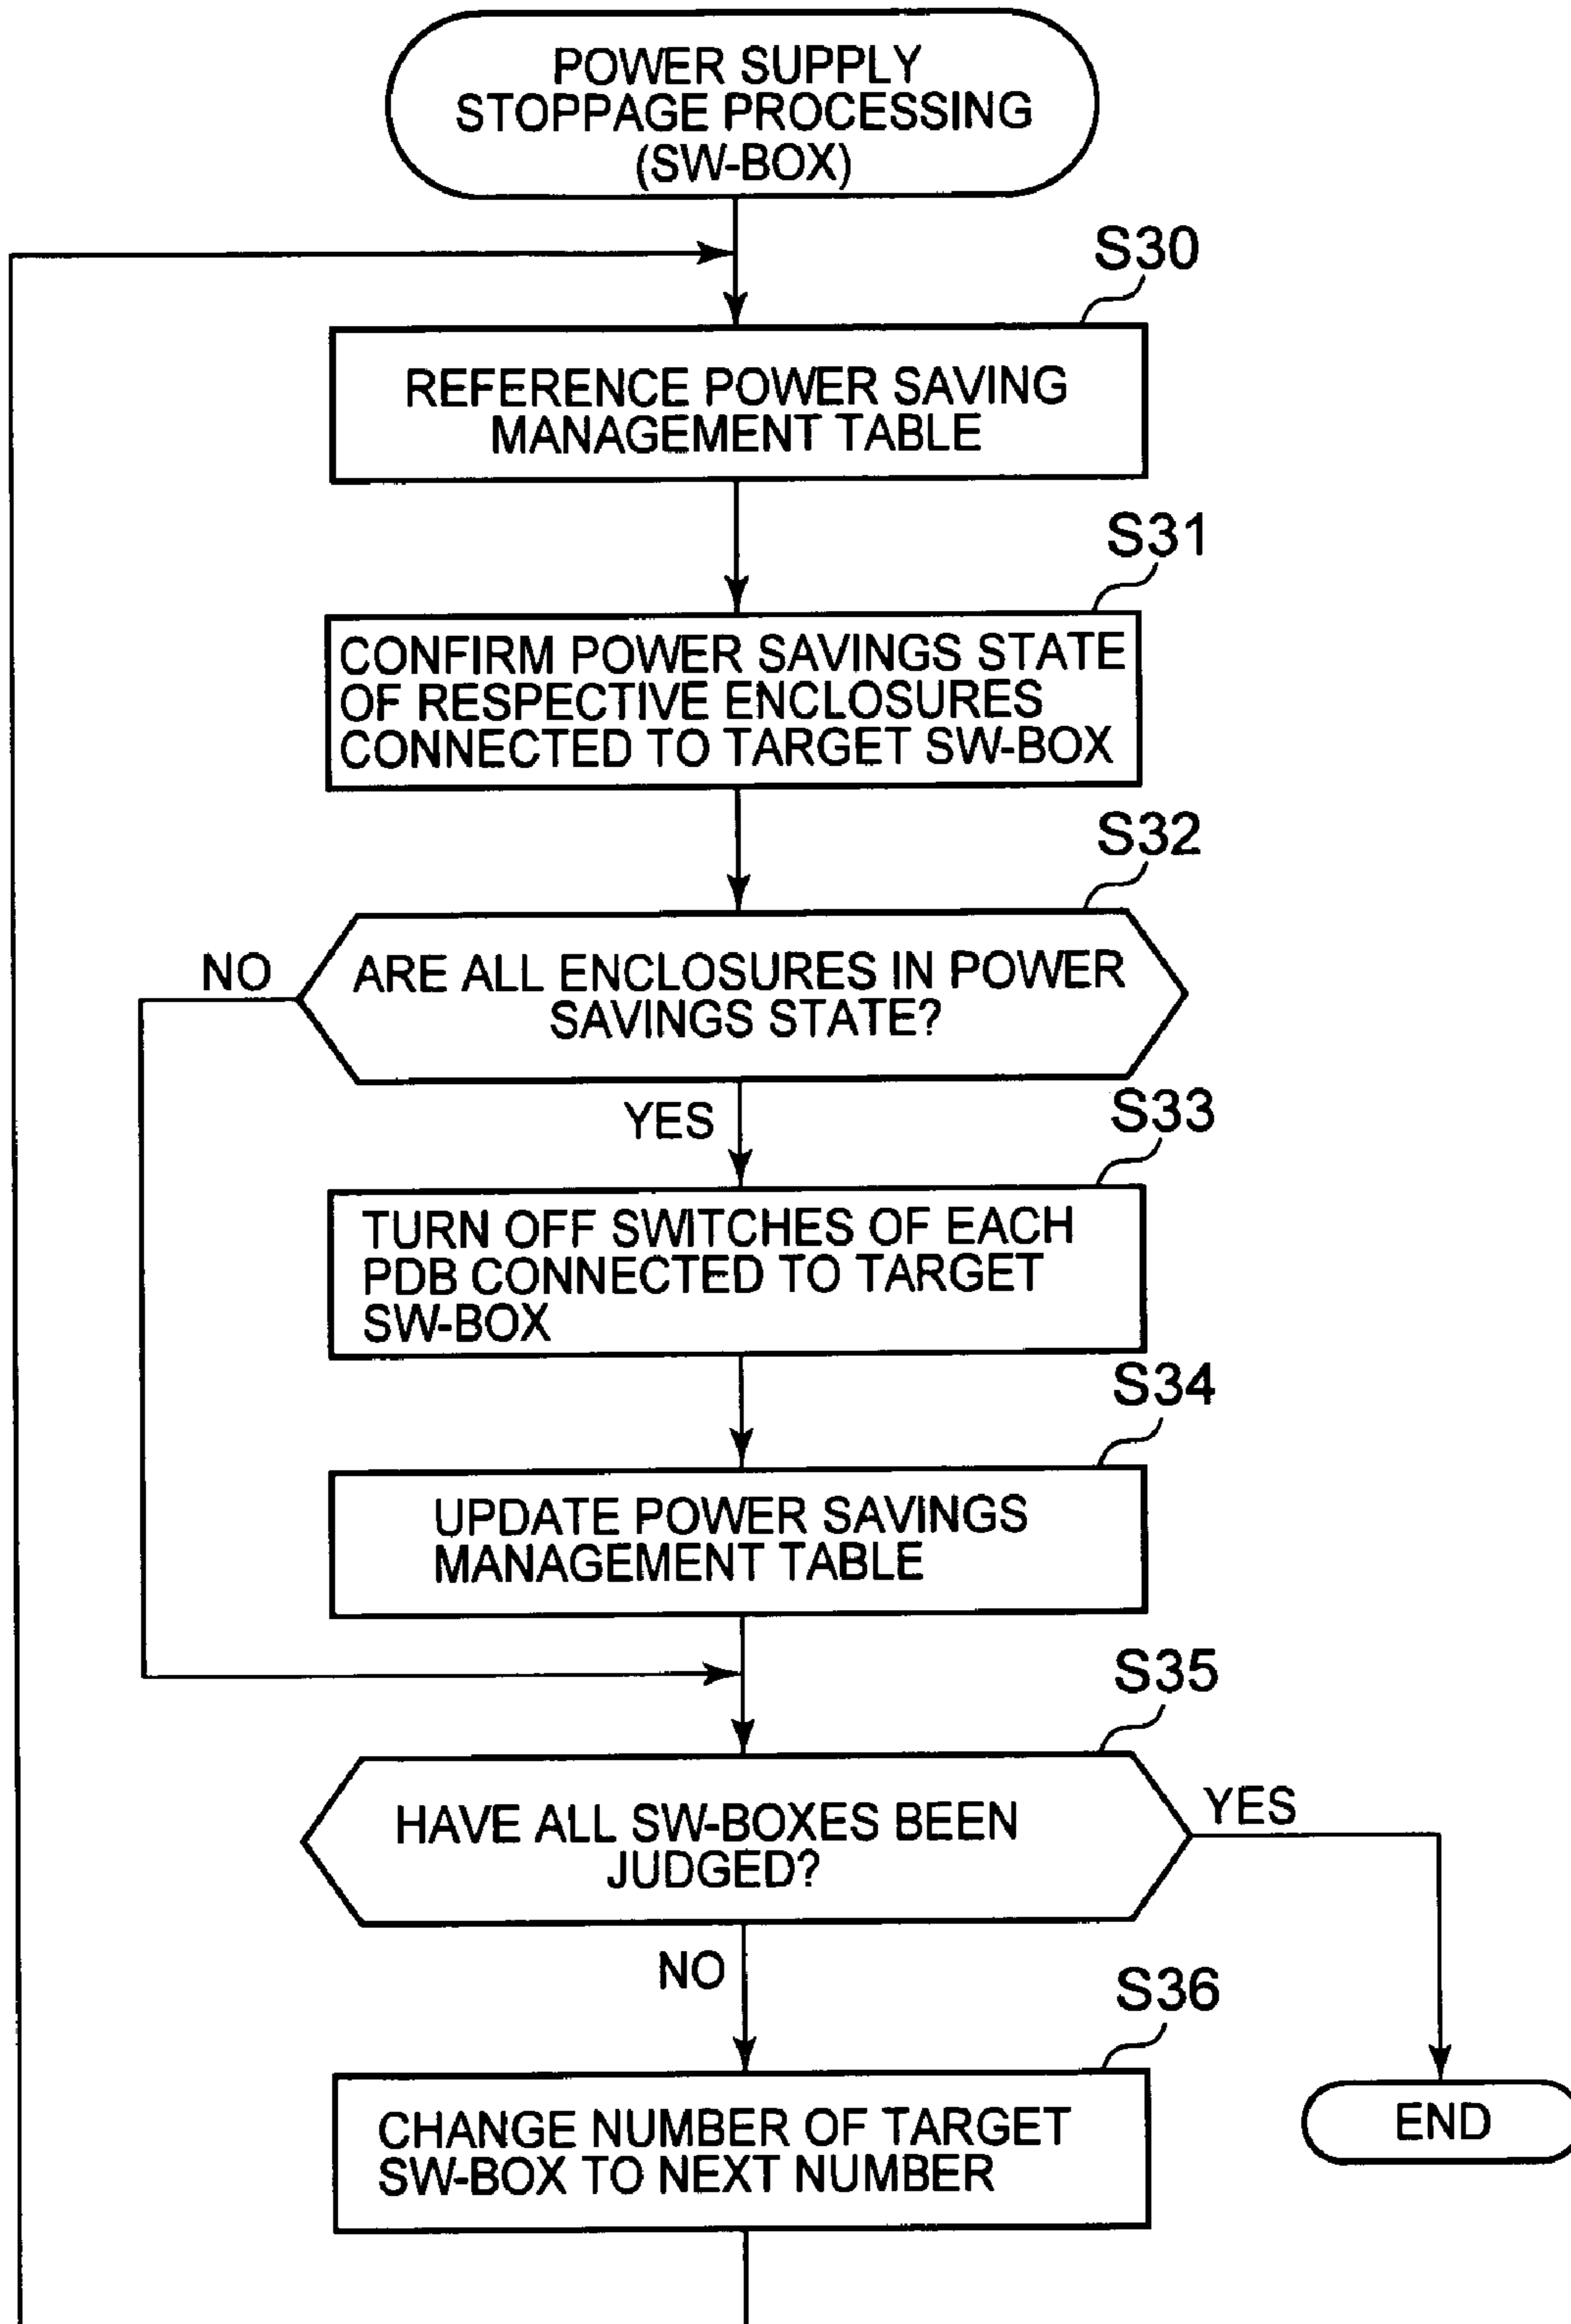 POWER SUPPLY
STOPPAGE PROCESSING
(SW-BOX)
S30
REFERENCE POWER SAVING
MANAGEMENT TABLE
S31
CONFIRM POWER SAVINGS STATE
OF RESPECTIVE ENCLOSURES
CONNECTED TO TARGET SW-BOX
S32
NO
ARE ALL ENCLOSURES IN POWER
SAVINGS STATE?
YES
S33
TURN OFF SWITCHES OF EACH
PDB CONNECTED TO TARGET
SW-BOX
S34
UPDATE POWER SAVINGS
MANAGEMENT TABLE
S35
HAVE ALL SW-BOXES BEEN
JUDGED?
YES
NO
S36
CHANGE NUMBER OF TARGET
SW-BOX TO NEXT NUMBER
END